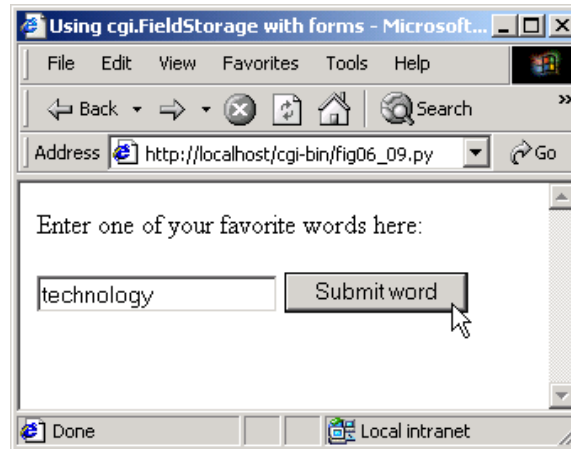 Using cgi.FieldStorage with forms - Microsoft...
File Edit View Favorites Tools Help
Back Search »
Address http://localhost/cgi-bin/fig06_09.py Go
Enter one of your favorite words here:
technology Submit word
Done Local intranet